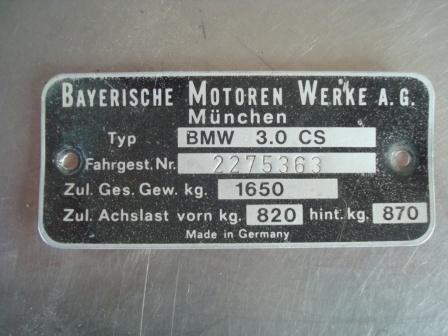 BAYERISCHE MOTOREN WERKE A.G.
München
Typ BMW 3.0 CS
Fahrgest.Nr. 2275363
Zul. Ges. Gew. kg. 1650
Zul. Achslast vorn kg. 820 hint. kg. 870
Made in Germany